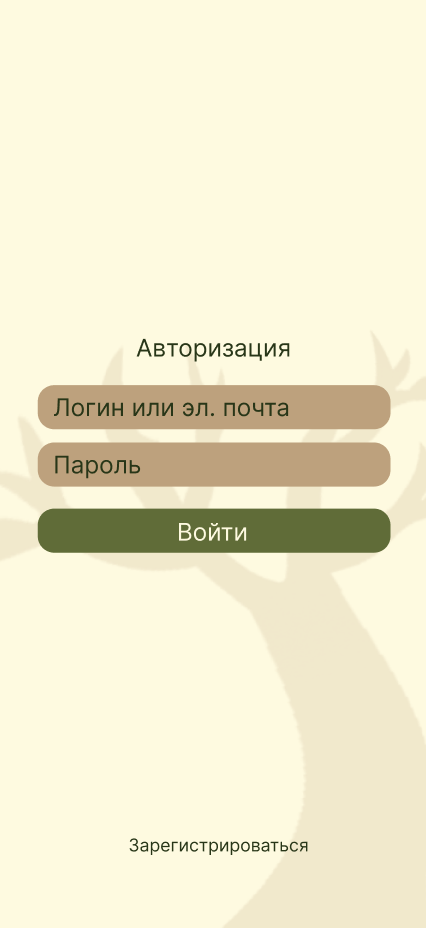 Авторизация
Логин или эл. почта
Пароль
Войти
Зарегистрироваться